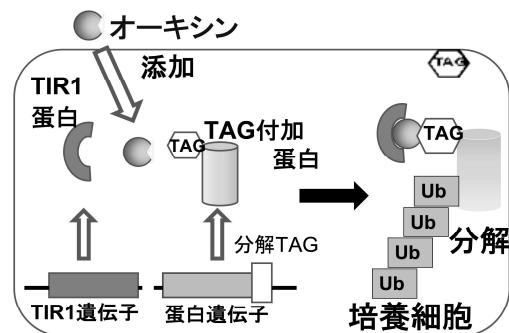 オーキシン
添加
TAG
TIR1
蛋白
TAG
TAG付加
蛋白
TAG
Ub
Ub
Ub
Ub
分解
分解TAG
TIR1遺伝子
蛋白遺伝子
培養細胞